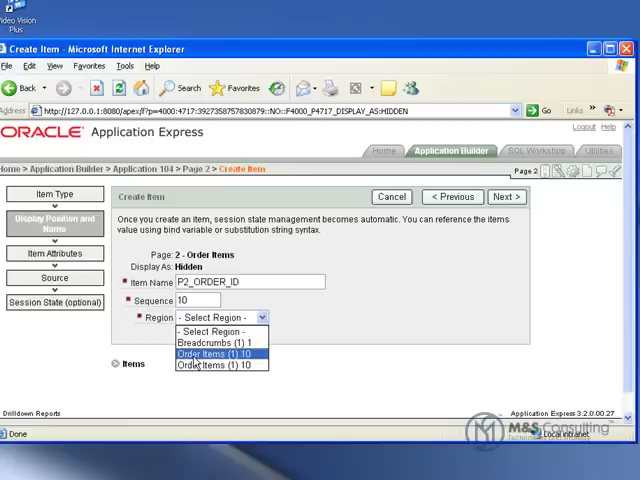 Video Vision
Plus
Create Item - Microsoft Internet Explorer
File Edit View Favorites Tools Help
Back Search Favorites
Address http://127.0.0.1:8080/apex/f?p=4000:4717:3927358757830879::NO::F4000_P4717_DISPLAY_AS:HIDDEN Go Links
ORACLE Application Express
Logout Help
Home Application Builder SQL Workshop Utilities
Home > Application Builder > Application 104 > Page 2 > Create Item
Page 2
Item Type
Display Position and
Name
Item Attributes
Source
Session State (optional)
Create Item
Cancel < Previous Next >
Once you create an item, session state management becomes automatic. You can reference the items
value using bind variable or substitution string syntax.
Page: 2 - Order Items
Display As: Hidden
* Item Name P2_ORDER_ID
* Sequence 10
* Region - Select Region -
- Select Region -
Breadcrumbs (1) 1
Order Items (1) 10
Order Items (1) 10
Items
Drilldown Reports
Application Express 3.2.0.00.27
M&S Consulting
Done
Local intranet